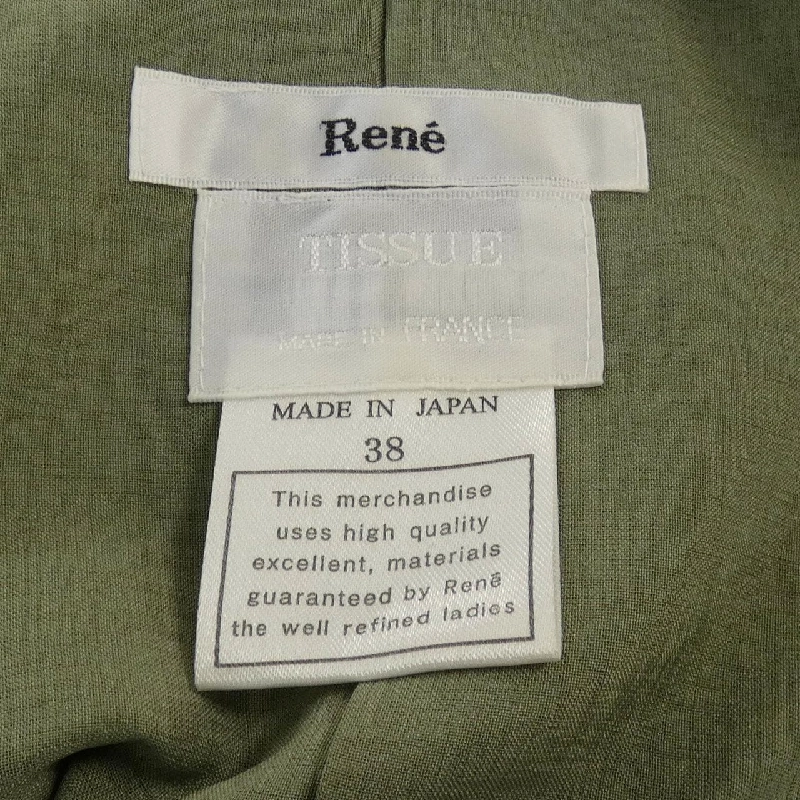 René
TISSUE
MADE IN FRANCE
MADE IN JAPAN
38
This merchandise
uses high quality
excellent, materials
guaranteed by René
the well refined ladies